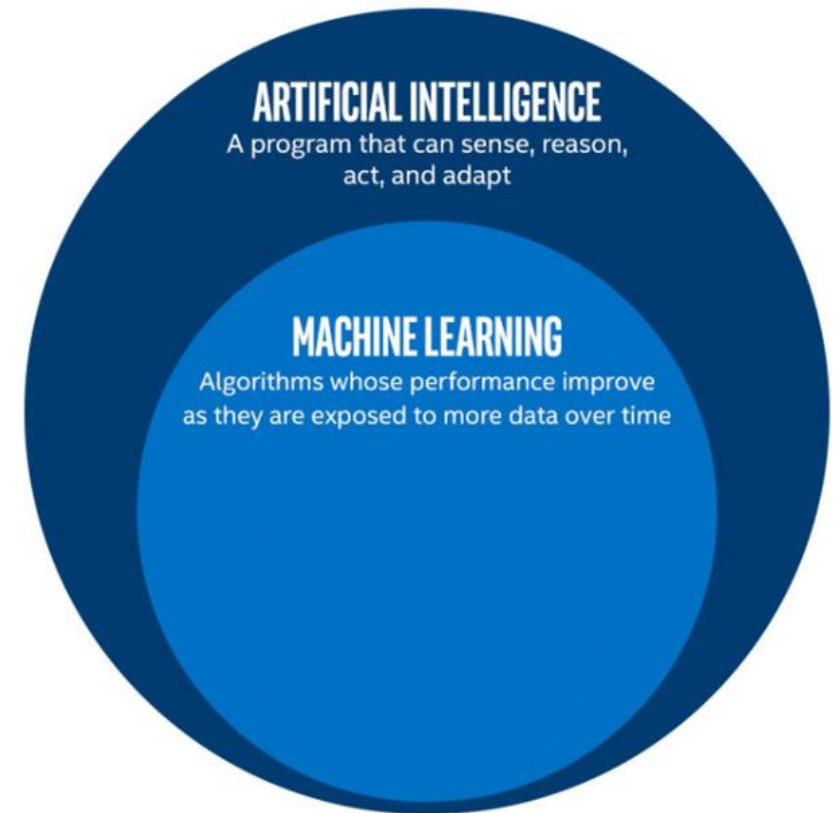 ARTIFICIAL INTELLIGENCE
A program that can sense, reason,
act, and adapt
MACHINE LEARNING
Algorithms whose performance improve
as they are exposed to more data over time